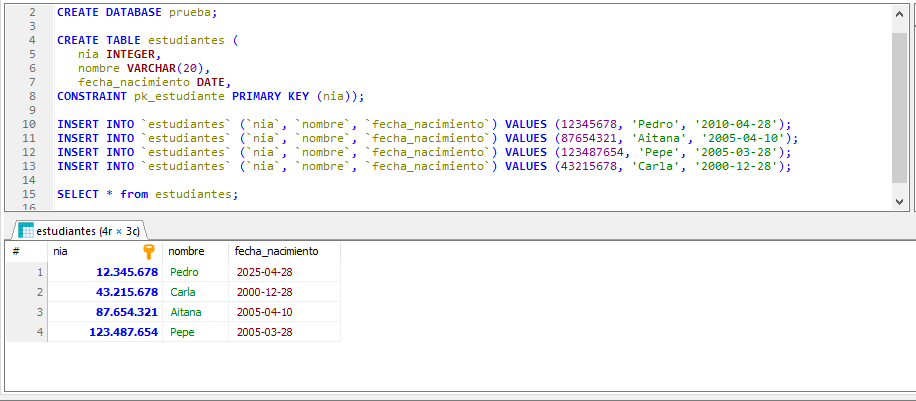 2 CREATE DATABASE prueba;
3
4 CREATE TABLE estudiantes (
5 nia INTEGER,
6 nombre VARCHAR(20),
7 fecha_nacimiento DATE,
8 CONSTRAINT pk_estudiante PRIMARY KEY (nia));
9
10 INSERT INTO `estudiantes` (`nia`, `nombre`, `fecha_nacimiento`) VALUES (12345678, 'Pedro', '2010-04-28');
11 INSERT INTO `estudiantes` (`nia`, `nombre`, `fecha_nacimiento`) VALUES (87654321, 'Aitana', '2005-04-10');
12 INSERT INTO `estudiantes` (`nia`, `nombre`, `fecha_nacimiento`) VALUES (123487654, 'Pepe', '2005-03-28');
13 INSERT INTO `estudiantes` (`nia`, `nombre`, `fecha_nacimiento`) VALUES (43215678, 'Carla', '2000-12-28');
14
15 SELECT * from estudiantes;
16
estudiantes (4r × 3c)
# nia nombre fecha_nacimiento
1 12.345.678 Pedro 2025-04-28
2 43.215.678 Carla 2000-12-28
3 87.654.321 Aitana 2005-04-10
4 123.487.654 Pepe 2005-03-28